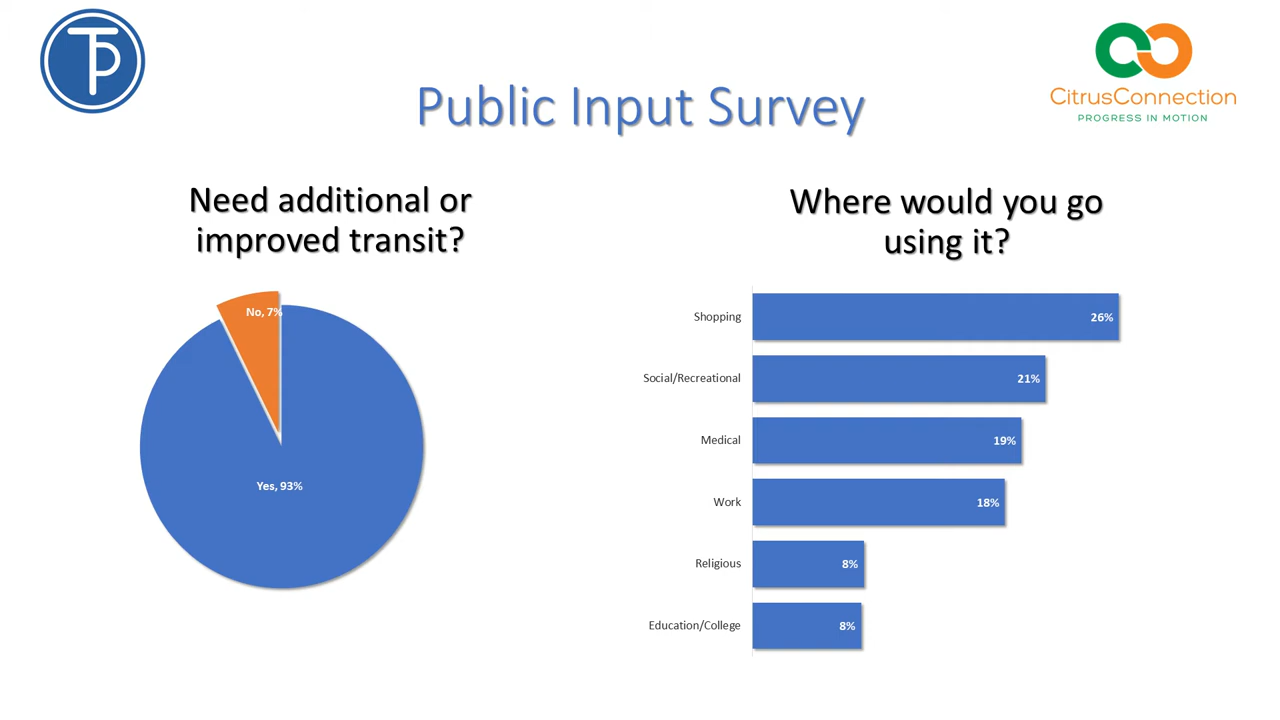 TP
CitrusConnection
PROGRESS IN MOTION
Public Input Survey
Need additional or
improved transit?
No, 7%
Yes, 93%
Where would you go
using it?
Shopping
26%
Social/Recreational
21%
Medical
19%
Work
18%
Religious
8%
Education/College
8%